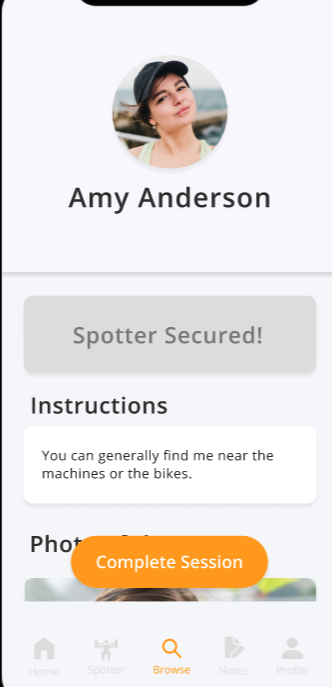 Amy Anderson
Spotter Secured!
Instructions
You can generally find me near the
machines or the bikes.
Complete Session
Home
Spotter
Browse
Notes
Profile